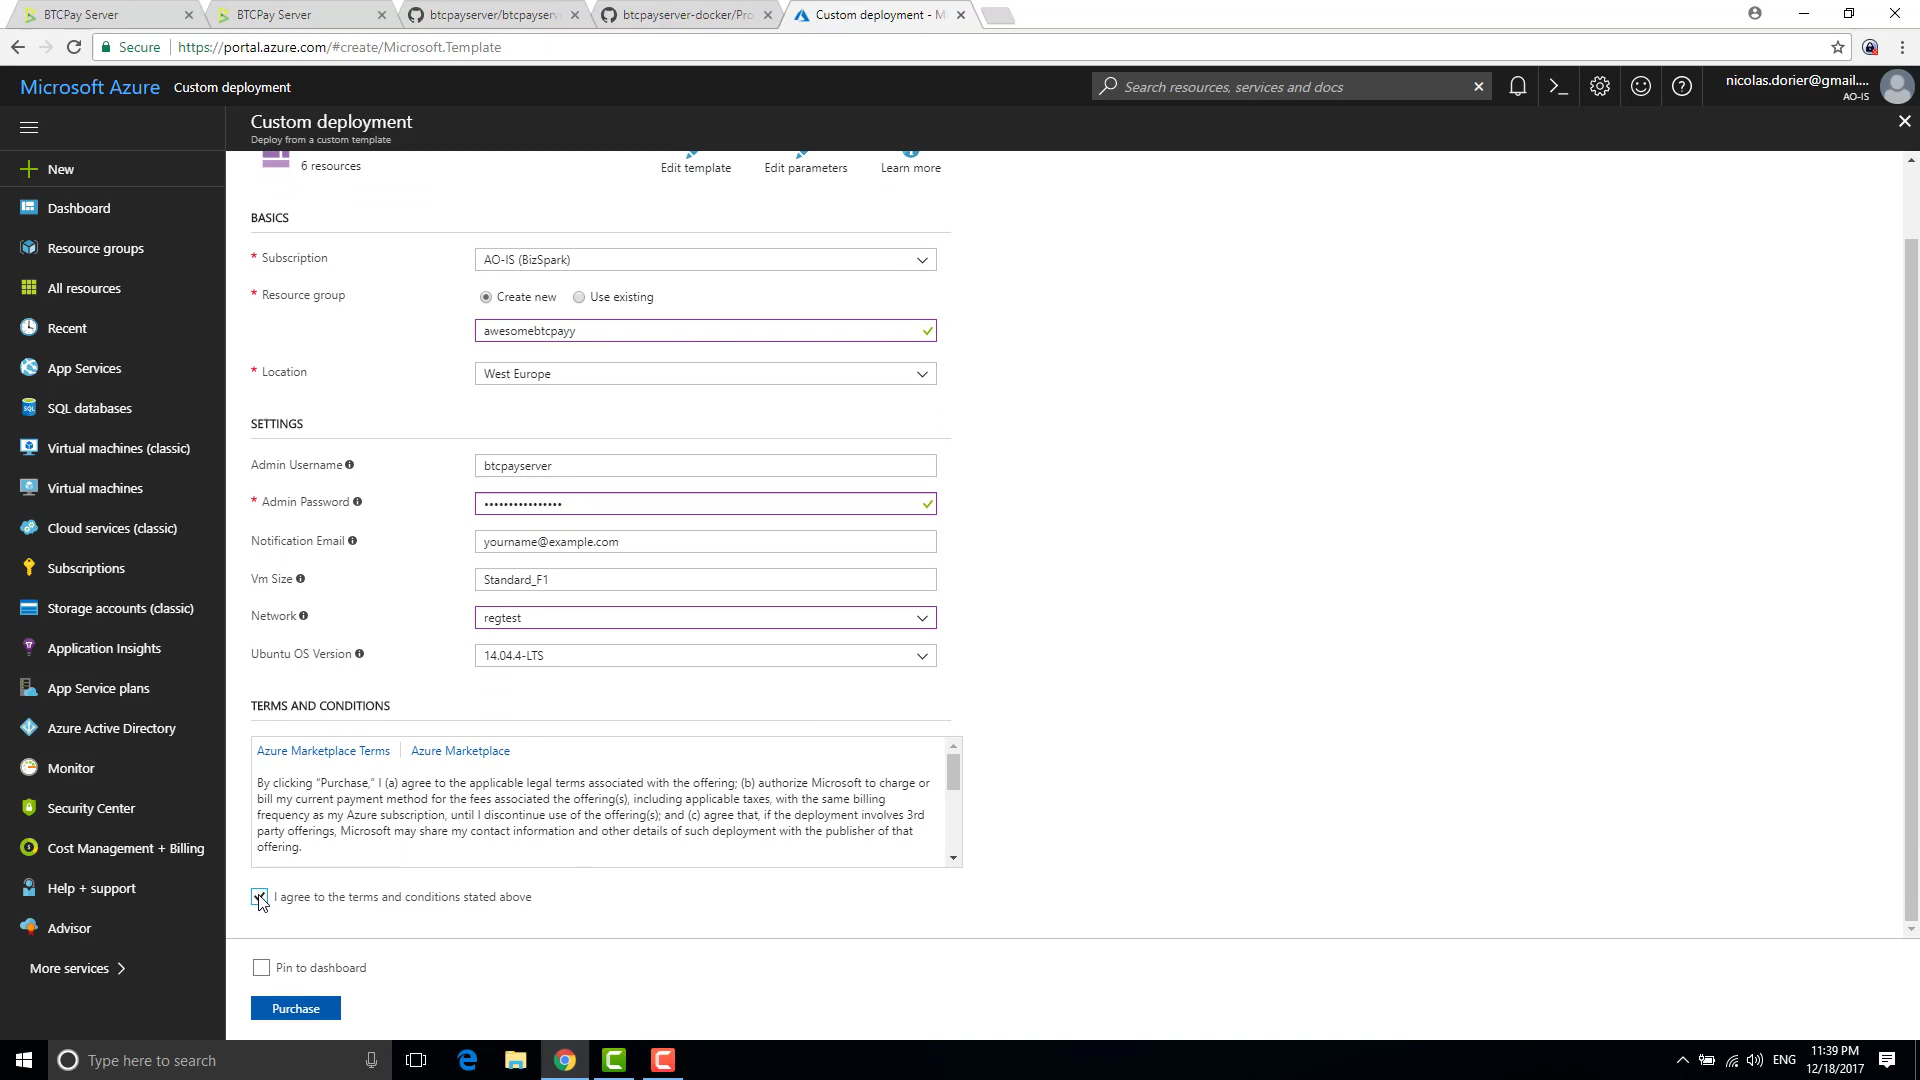 BTCPay Server
BTCPay Server
btcpayserver/btcpayserv
btcpayserver-docker/Pro
Custom deployment - M
Secure
https://portal.azure.com/#create/Microsoft.Template
Microsoft Azure
Custom deployment
Search resources, services and docs
nicolas.dorier@gmail....
AO-IS
Custom deployment
Deploy from a custom template
New
Dashboard
Resource groups
All resources
Recent
App Services
SQL databases
Virtual machines (classic)
Virtual machines
Cloud services (classic)
Subscriptions
Storage accounts (classic)
Application Insights
App Service plans
Azure Active Directory
Monitor
Security Center
Cost Management + Billing
Help + support
Advisor
More services
6 resources
Edit template
Edit parameters
Learn more
BASICS
* Subscription
AO-IS (BizSpark)
* Resource group
Create new
Use existing
awesomebtcpayy
* Location
West Europe
SETTINGS
Admin Username
btcpayserver
* Admin Password
••••••••••••••••
Notification Email
yourname@example.com
Vm Size
Standard_F1
Network
regtest
Ubuntu OS Version
14.04.4-LTS
TERMS AND CONDITIONS
Azure Marketplace Terms
Azure Marketplace
By clicking "Purchase," I (a) agree to the applicable legal terms associated with the offering; (b) authorize Microsoft to charge or
bill my current payment method for the fees associated the offering(s), including applicable taxes, with the same billing
frequency as my Azure subscription, until I discontinue use of the offering(s); and (c) agree that, if the deployment involves 3rd
party offerings, Microsoft may share my contact information and other details of such deployment with the publisher of that
offering.
I agree to the terms and conditions stated above
Pin to dashboard
Purchase
Type here to search
ENG
11:39 PM
12/18/2017